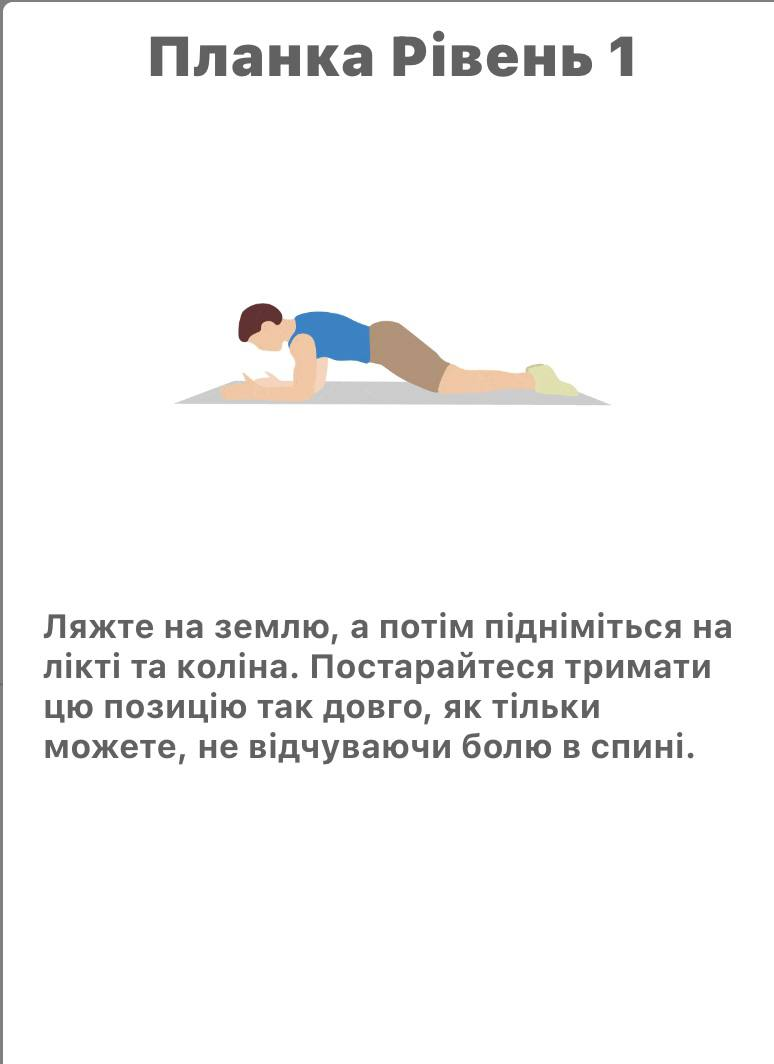 Планка Рівень 1
Ляжте на землю, а потім підніміться на
лікті та коліна. Постарайтеся тримати
цю позицію так довго, як тільки
можете, не відчуваючи болю в спині.